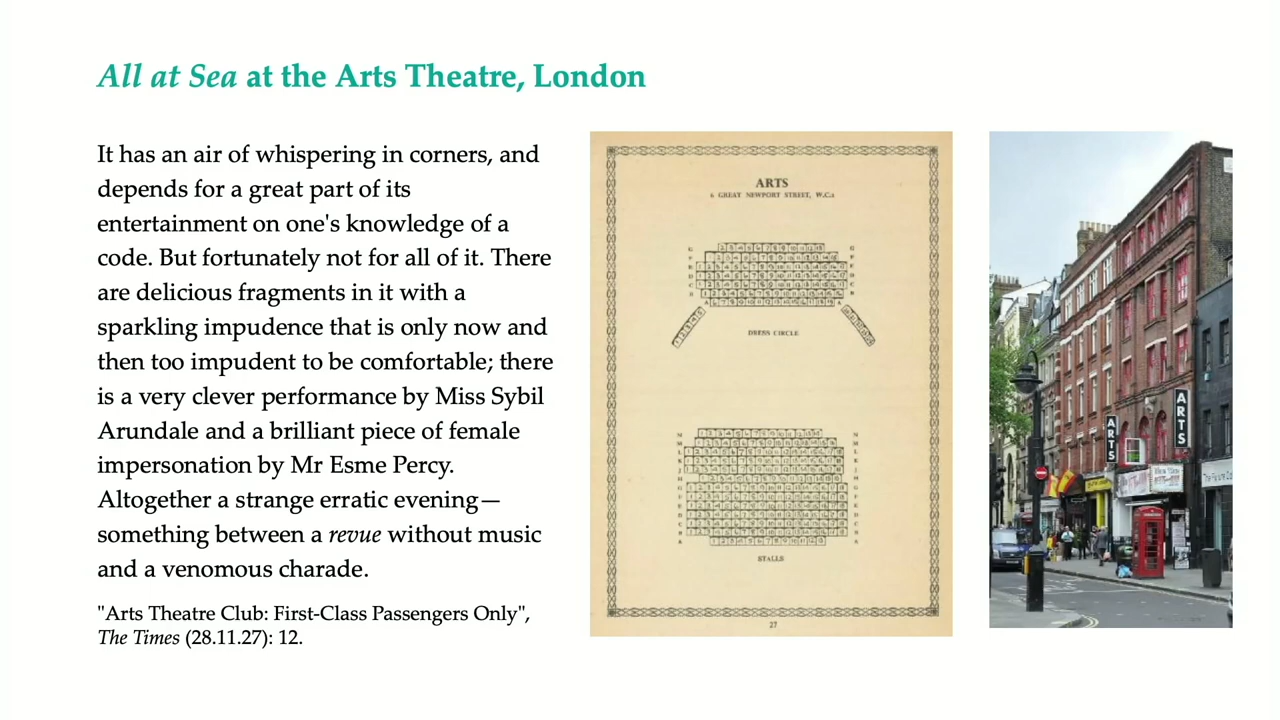 All at Sea at the Arts Theatre, London
It has an air of whispering in corners, and
depends for a great part of its
entertainment on one's knowledge of a
code. But fortunately not for all of it. There
are delicious fragments in it with a
sparkling impudence that is only now and
then too impudent to be comfortable; there
is a very clever performance by Miss Sybil
Arundale and a brilliant piece of female
impersonation by Mr Esme Percy.
Altogether a strange erratic evening—
something between a revue without music
and a venomous charade.
"Arts Theatre Club: First-Class Passengers Only",
The Times (28.11.27): 12.
ARTS
6 GREAT NEWPORT STREET, W.C.2
DRESS CIRCLE
STALLS
27
ARTS
ARTS